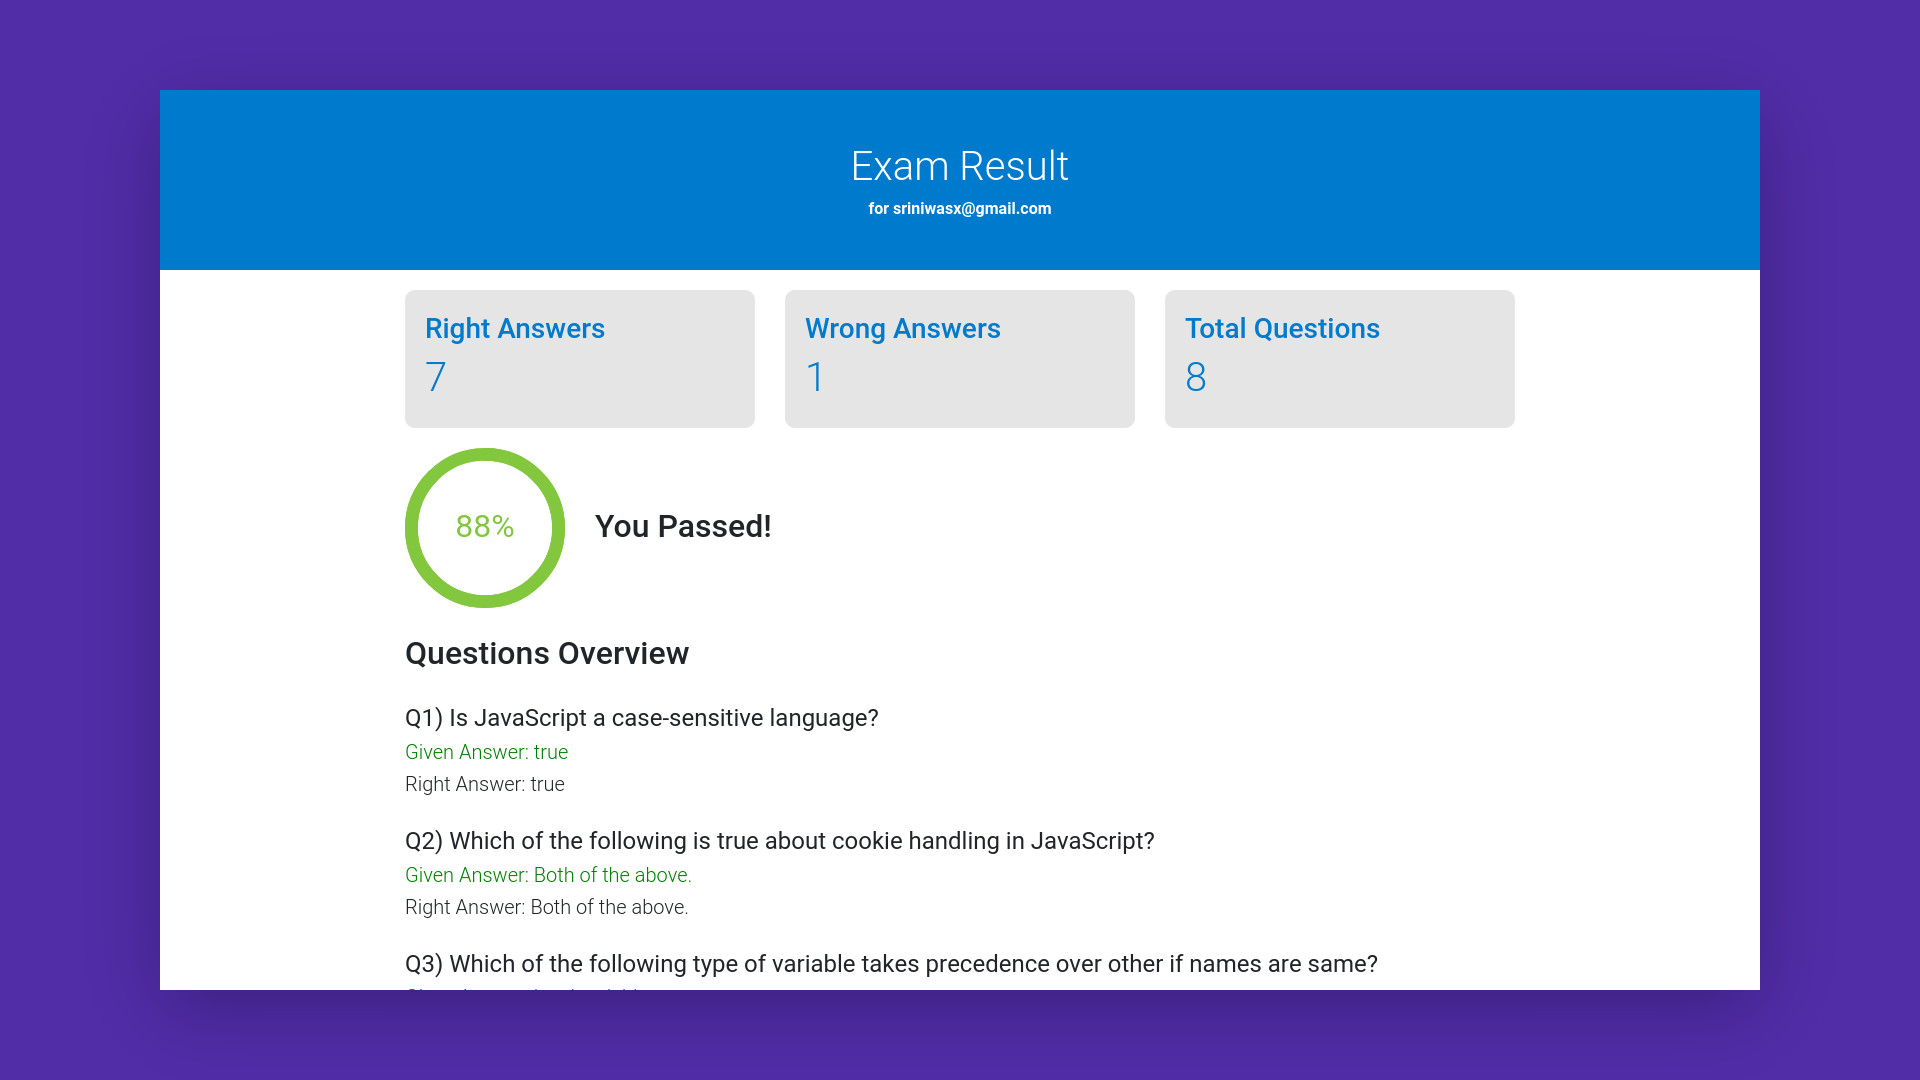 Exam Result
for sriniwasx@gmail.com
Right Answers
7
Wrong Answers
1
Total Questions
8
88%
You Passed!
Questions Overview
Q1) Is JavaScript a case-sensitive language?
Given Answer: true
Right Answer: true
Q2) Which of the following is true about cookie handling in JavaScript?
Given Answer: Both of the above.
Right Answer: Both of the above.
Q3) Which of the following type of variable takes precedence over other if names are same?